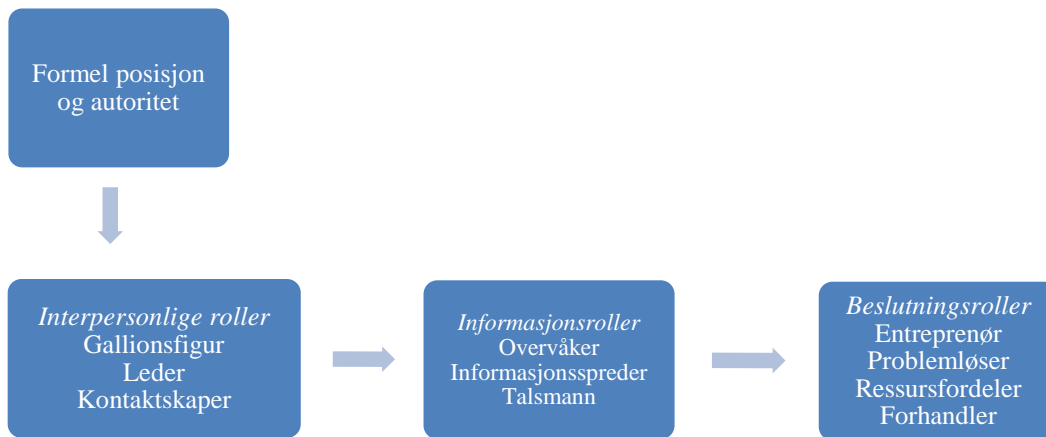 Formel posisjon
og autoritet
Interpersonlige roller
Gallionsfigur
Leder
Kontaktskaper
Informasjonsroller
Overvåker
Informasjonsspreder
Talsmann
Beslutningsroller
Entreprenør
Problemløser
Ressursfordeler
Forhandler